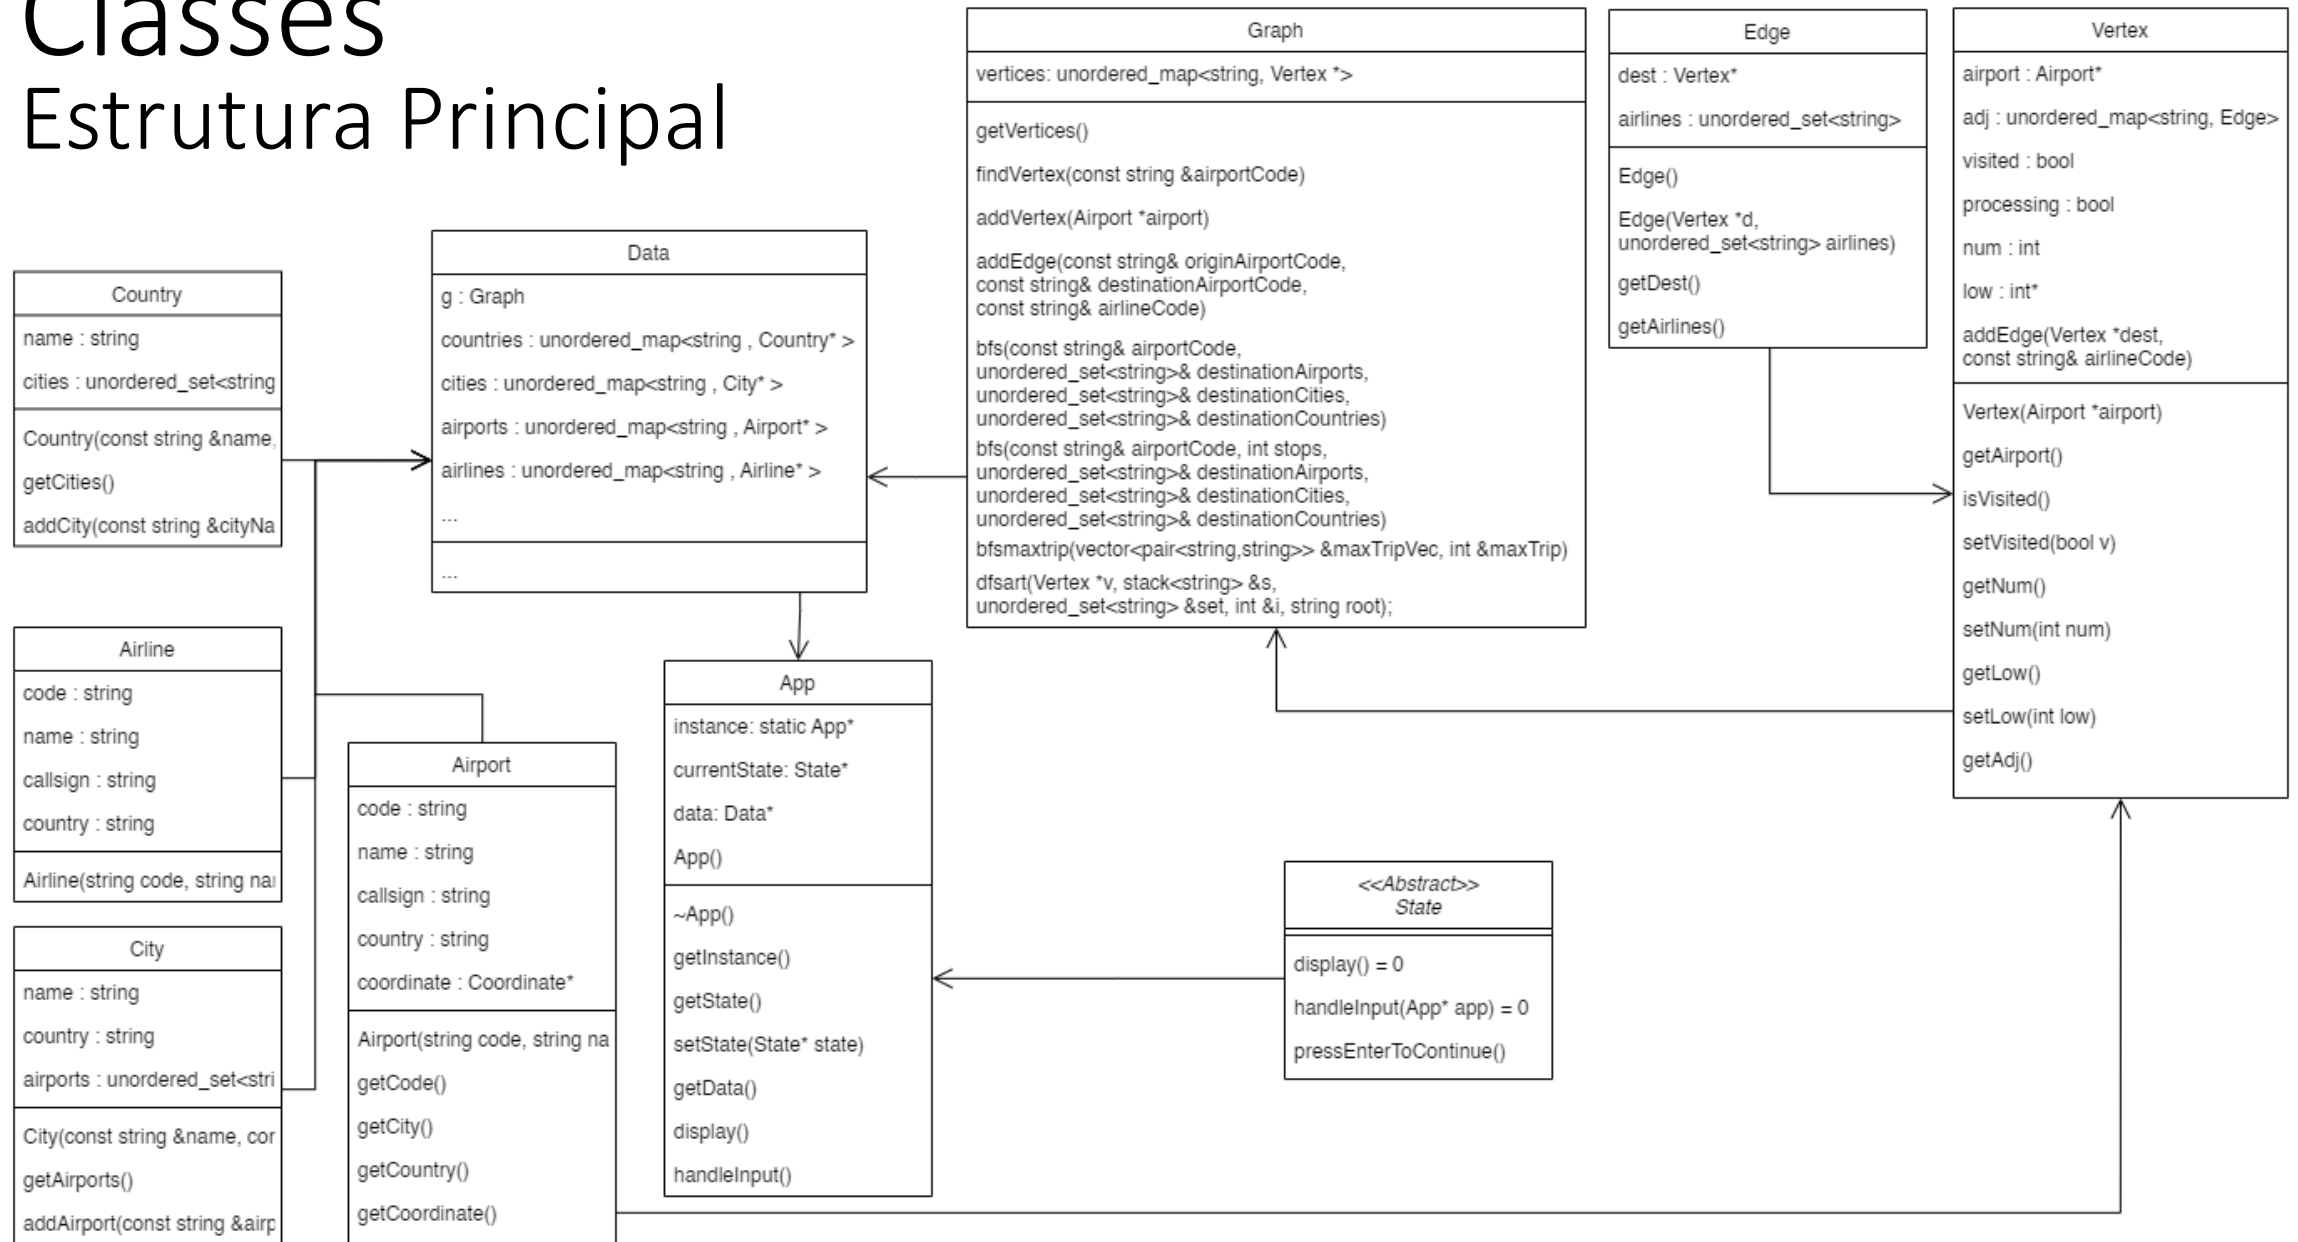 Classes
Estrutura Principal
Graph
vertices: unordered_map<string, Vertex *>
getVertices()
findVertex(const string &airportCode)
addVertex(Airport *airport)
addEdge(const string& originAirportCode,
const string& destinationAirportCode,
const string& airlineCode)
bfs(const string& airportCode,
unordered_set<string>& destinationAirports,
unordered_set<string>& destinationCities,
unordered_set<string>& destinationCountries)
bfs(const string& airportCode, int stops,
unordered_set<string>& destinationAirports,
unordered_set<string>& destinationCities,
unordered_set<string>& destinationCountries)
bfsmaxtrip(vector<pair<string,string>> &maxTripVec, int &maxTrip)
dfsart(Vertex *v, stack<string> &s,
unordered_set<string> &set, int &i, string root);
Edge
dest : Vertex*
airlines : unordered_set<string>
Edge()
Edge(Vertex *d,
unordered_set<string> airlines)
getDest()
getAirlines()
Vertex
airport : Airport*
adj : unordered_map<string, Edge>
visited : bool
processing : bool
num : int
low : int*
addEdge(Vertex *dest,
const string& airlineCode)
Vertex(Airport *airport)
getAirport()
isVisited()
setVisited(bool v)
getNum()
setNum(int num)
getLow()
setLow(int low)
getAdj()
Data
g : Graph
countries : unordered_map<string , Country* >
cities : unordered_map<string , City* >
airports : unordered_map<string , Airport* >
airlines : unordered_map<string , Airline* >
...
...
Country
name : string
cities : unordered_set<string
Country(const string &name,
getCities()
addCity(const string &cityNa
Airline
code : string
name : string
callsign : string
country : string
Airline(string code, string na
City
name : string
country : string
airports : unordered_set<stri
City(const string &name, cor
getAirports()
addAirport(const string &airp
Airport
code : string
name : string
callsign : string
country : string
coordinate : Coordinate*
Airport(string code, string na
getCode()
getCity()
getCountry()
getCoordinate()
App
instance: static App*
currentState: State*
data: Data*
App()
~App()
getInstance()
getState()
setState(State* state)
getData()
display()
handleInput()
<<Abstract>>
State
display() = 0
handleInput(App* app) = 0
pressEnterToContinue()